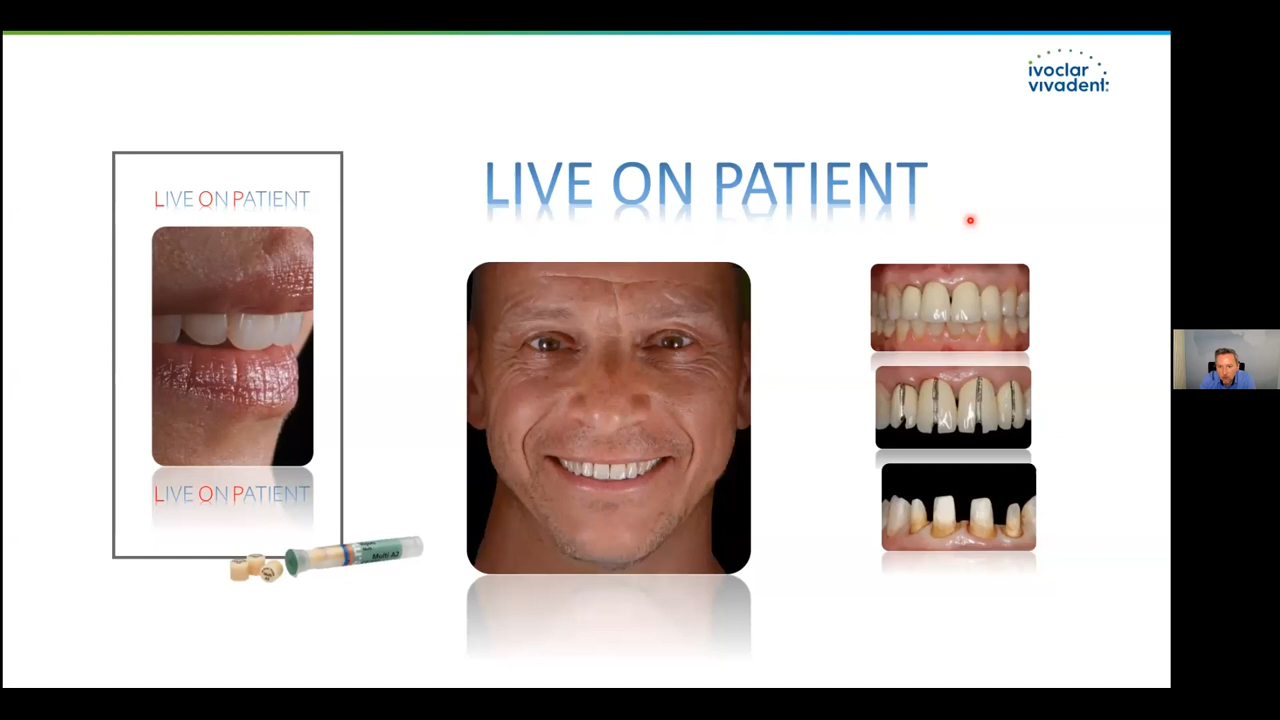 ivoclar
vivadent:
LIVE ON PATIENT
LIVE ON PATIENT
LIVE ON PATIENT
Multi A2